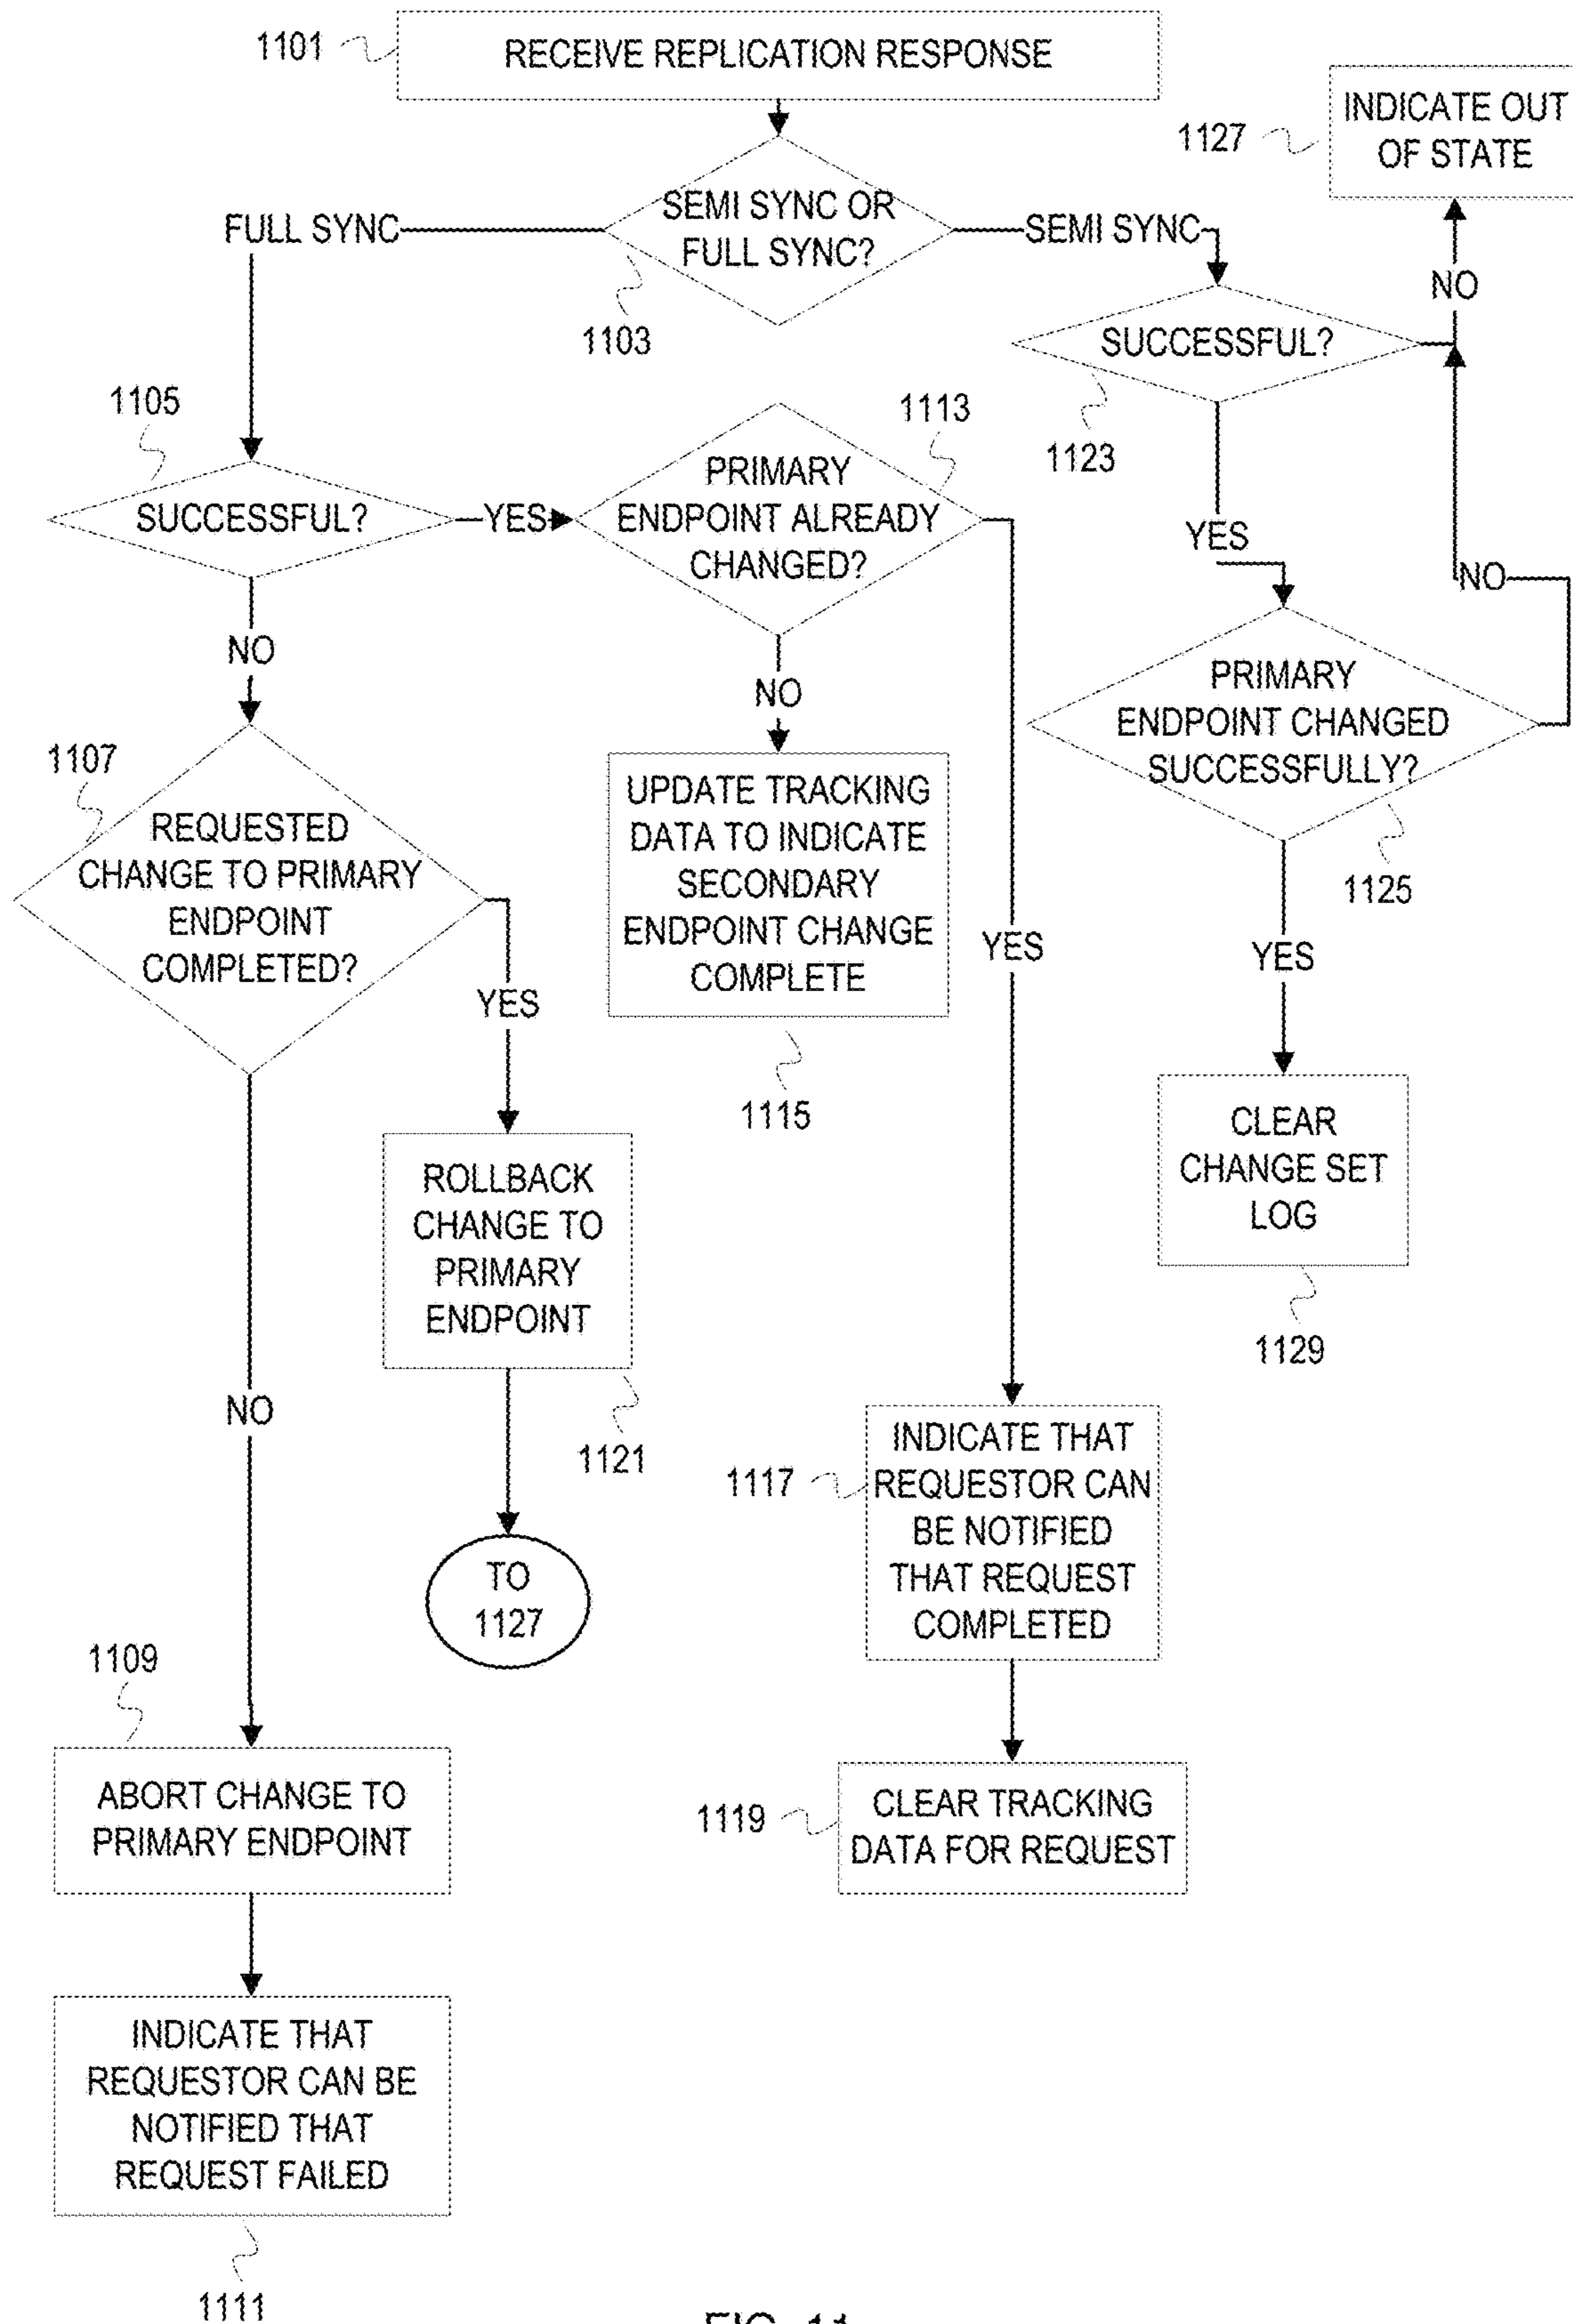 1101
RECEIVE REPLICATION RESPONSE
1127
INDICATE OUT
OF STATE
SEMI SYNC OR
FULL SYNC?
FULL SYNC
SEMI SYNC
1103
NO
SUCCESSFUL?
1123
1105
SUCCESSFUL?
YES
1113
PRIMARY
ENDPOINT ALREADY
CHANGED?
YES
NO
NO
NO
PRIMARY
ENDPOINT CHANGED
SUCCESSFULLY?
1125
1107
REQUESTED
CHANGE TO PRIMARY
ENDPOINT
COMPLETED?
UPDATE TRACKING
DATA TO INDICATE
SECONDARY
ENDPOINT CHANGE
COMPLETE
1115
YES
YES
YES
ROLLBACK
CHANGE TO
PRIMARY
ENDPOINT
1121
CLEAR
CHANGE SET
LOG
1129
NO
TO
1127
1117
INDICATE THAT
REQUESTOR CAN
BE NOTIFIED
THAT REQUEST
COMPLETED
1109
ABORT CHANGE TO
PRIMARY ENDPOINT
1119
CLEAR TRACKING
DATA FOR REQUEST
INDICATE THAT
REQUESTOR CAN BE
NOTIFIED THAT
REQUEST FAILED
1111
FIG. 11